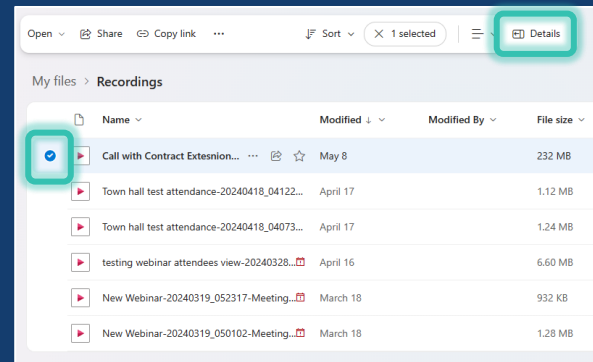 Open Share Copy link ... Sort 1 selected Details
My files > Recordings
Name Modified ↓ Modified By File size
Call with Contract Extesnion... ... May 8 232 MB
Town hall test attendance-20240418_04122... April 17 1.12 MB
Town hall test attendance-20240418_04073... April 17 1.24 MB
testing webinar attendees view-20240328... April 16 6.60 MB
New Webinar-20240319_052317-Meeting... March 18 932 KB
New Webinar-20240319_050102-Meeting... March 18 1.28 MB